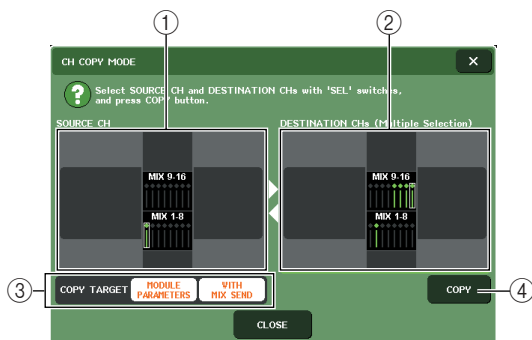 ① ②
CH COPY MODE ×
? Select SOURCE CH and DESTINATION CHs with 'SEL' switches,
and press COPY button.
SOURCE CH DESTINATION CHs (Multiple Selection)
MIX 9-16 MIX 9-16
MIX 1-8 MIX 1-8
③ COPY TARGET MODULE PARAMETERS WITH MIX SEND COPY ④
CLOSE